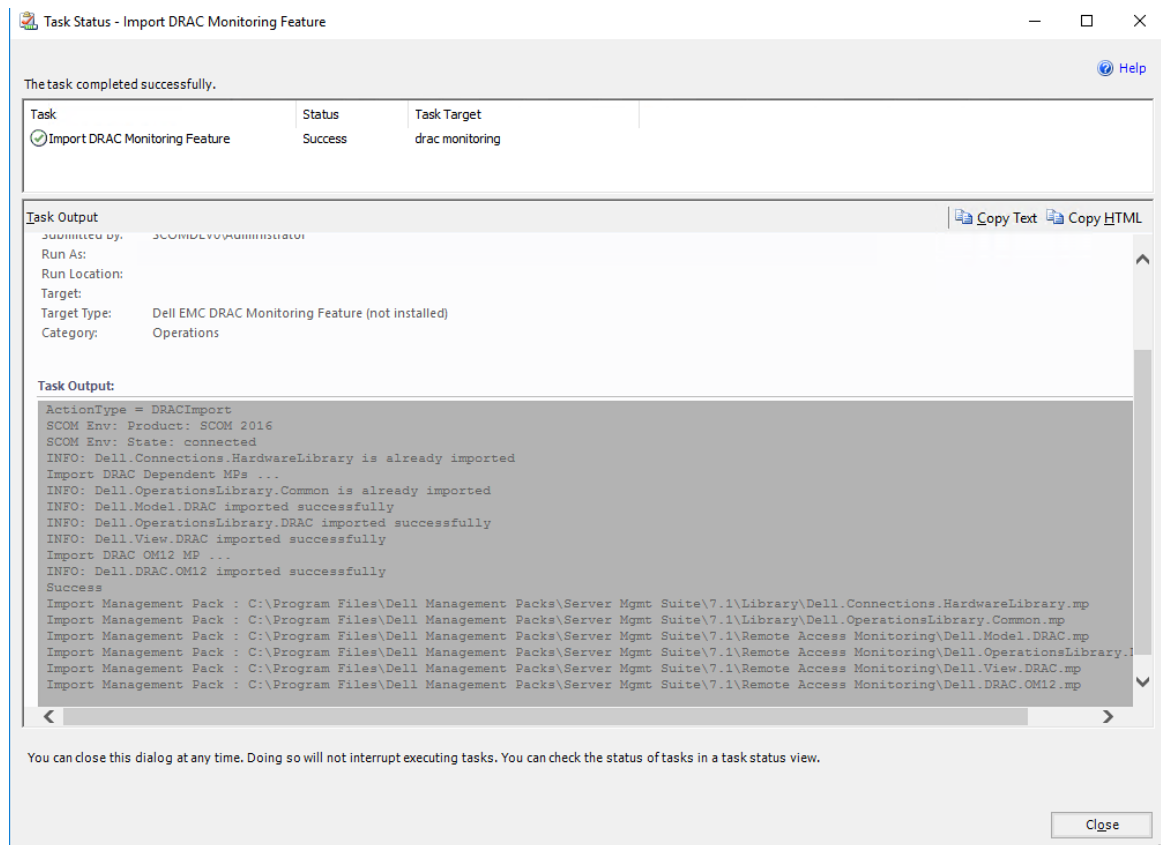 Task Status - Import DRAC Monitoring Feature
Help
The task completed successfully.
Task Status Task Target
Import DRAC Monitoring Feature Success drac monitoring
Task Output Copy Text Copy HTML
Submitted By: SCOMDEV0\Administrator
Run As:
Run Location:
Target:
Target Type: Dell EMC DRAC Monitoring Feature (not installed)
Category: Operations
Task Output:
ActionType = DRACImport
SCOM Env: Product: SCOM 2016
SCOM Env: State: connected
INFO: Dell.Connections.HardwareLibrary is already imported
Import DRAC Dependent MPs ...
INFO: Dell.OperationsLibrary.Common is already imported
INFO: Dell.Model.DRAC imported successfully
INFO: Dell.OperationsLibrary.DRAC imported successfully
INFO: Dell.View.DRAC imported successfully
Import DRAC OM12 MP ...
INFO: Dell.DRAC.OM12 imported successfully
Success
Import Management Pack : C:\Program Files\Dell Management Packs\Server Mgmt Suite\7.1\Library\Dell.Connections.HardwareLibrary.mp
Import Management Pack : C:\Program Files\Dell Management Packs\Server Mgmt Suite\7.1\Library\Dell.OperationsLibrary.Common.mp
Import Management Pack : C:\Program Files\Dell Management Packs\Server Mgmt Suite\7.1\Remote Access Monitoring\Dell.Model.DRAC.mp
Import Management Pack : C:\Program Files\Dell Management Packs\Server Mgmt Suite\7.1\Remote Access Monitoring\Dell.OperationsLibrary.
Import Management Pack : C:\Program Files\Dell Management Packs\Server Mgmt Suite\7.1\Remote Access Monitoring\Dell.View.DRAC.mp
Import Management Pack : C:\Program Files\Dell Management Packs\Server Mgmt Suite\7.1\Remote Access Monitoring\Dell.DRAC.OM12.mp
You can close this dialog at any time. Doing so will not interrupt executing tasks. You can check the status of tasks in a task status view.
Close